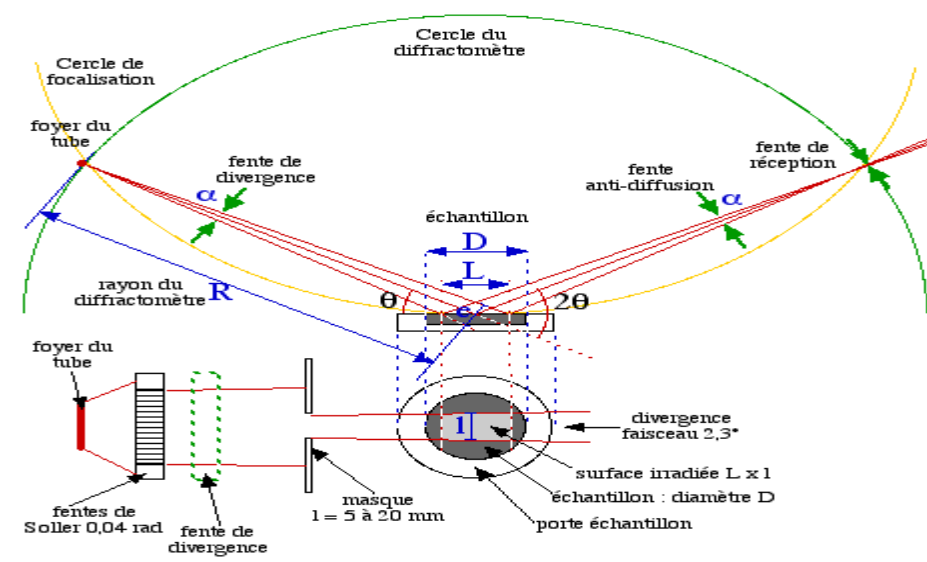 Cercle du
diffractomètre
Cercle de
focalisation
foyer du
tube
fente de
divergence
α
fente de
réception
fente
anti-diffusion
α
échantillon
D
L
θ
2θ
c
rayon du
diffractomètre
R
foyer du
tube
l
divergence
faisceau 2,3°
surface irradiée L x l
échantillon : diamètre D
porte échantillon
masque
l = 5 à 20 mm
fentes de
Soller 0,04 rad
fente de
divergence